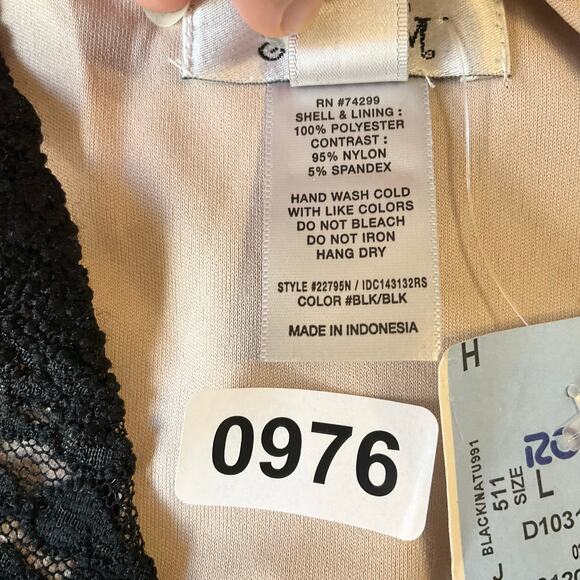 RN #74299
SHELL & LINING :
100% POLYESTER
CONTRAST :
95% NYLON
5% SPANDEX
HAND WASH COLD
WITH LIKE COLORS
DO NOT BLEACH
DO NOT IRON
HANG DRY
STYLE #22795N / IDC143132RS
COLOR #BLK/BLK
MADE IN INDONESIA
0976
H
BLACKINATU991
511
SIZE
L